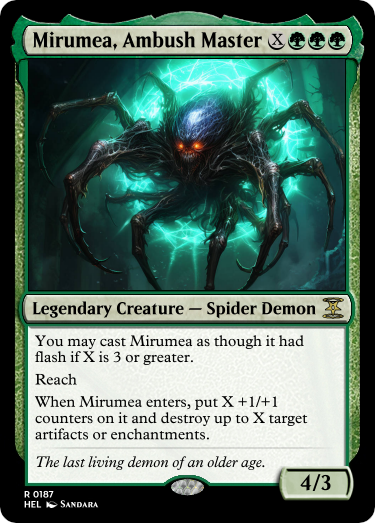 Mirumea, Ambush Master X
Legendary Creature — Spider Demon
You may cast Mirumea as though it had
flash if X is 3 or greater.
Reach
When Mirumea enters, put X +1/+1
counters on it and destroy up to X target
artifacts or enchantments.
The last living demon of an older age.
4/3
R 0187
HEL SANDARA